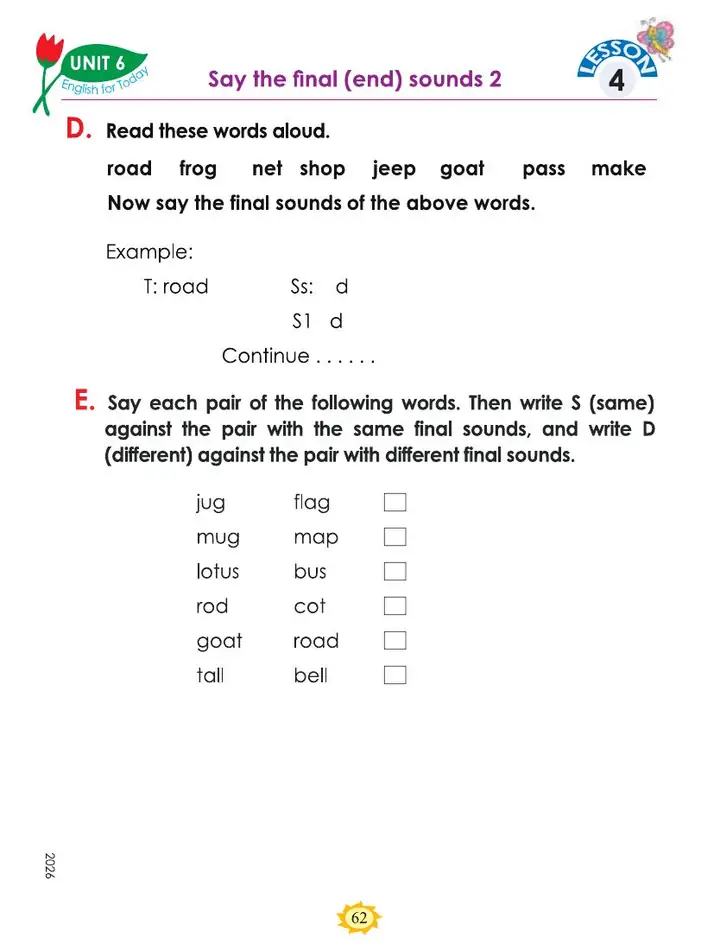 UNIT 6
English for Today
Say the final (end) sounds 2
LESSON
4
D. Read these words aloud.
road frog net shop jeep goat pass make
Now say the final sounds of the above words.
Example:
T: road Ss: d
S1 d
Continue . . . . . .
E. Say each pair of the following words. Then write S (same)
against the pair with the same final sounds, and write D
(different) against the pair with different final sounds.
jug flag
mug map
lotus bus
rod cot
goat road
tall bell
2026
62